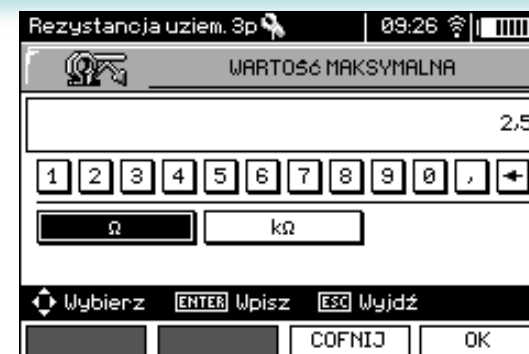 Rezystancja uziem. 3p 09:26
WARTOŚĆ MAKSYMALNA
2,5
1 2 3 4 5 6 7 8 9 0 ,
Ω kΩ
Wybierz ENTER Wpisz ESC Wyjdź
COFNIJ OK